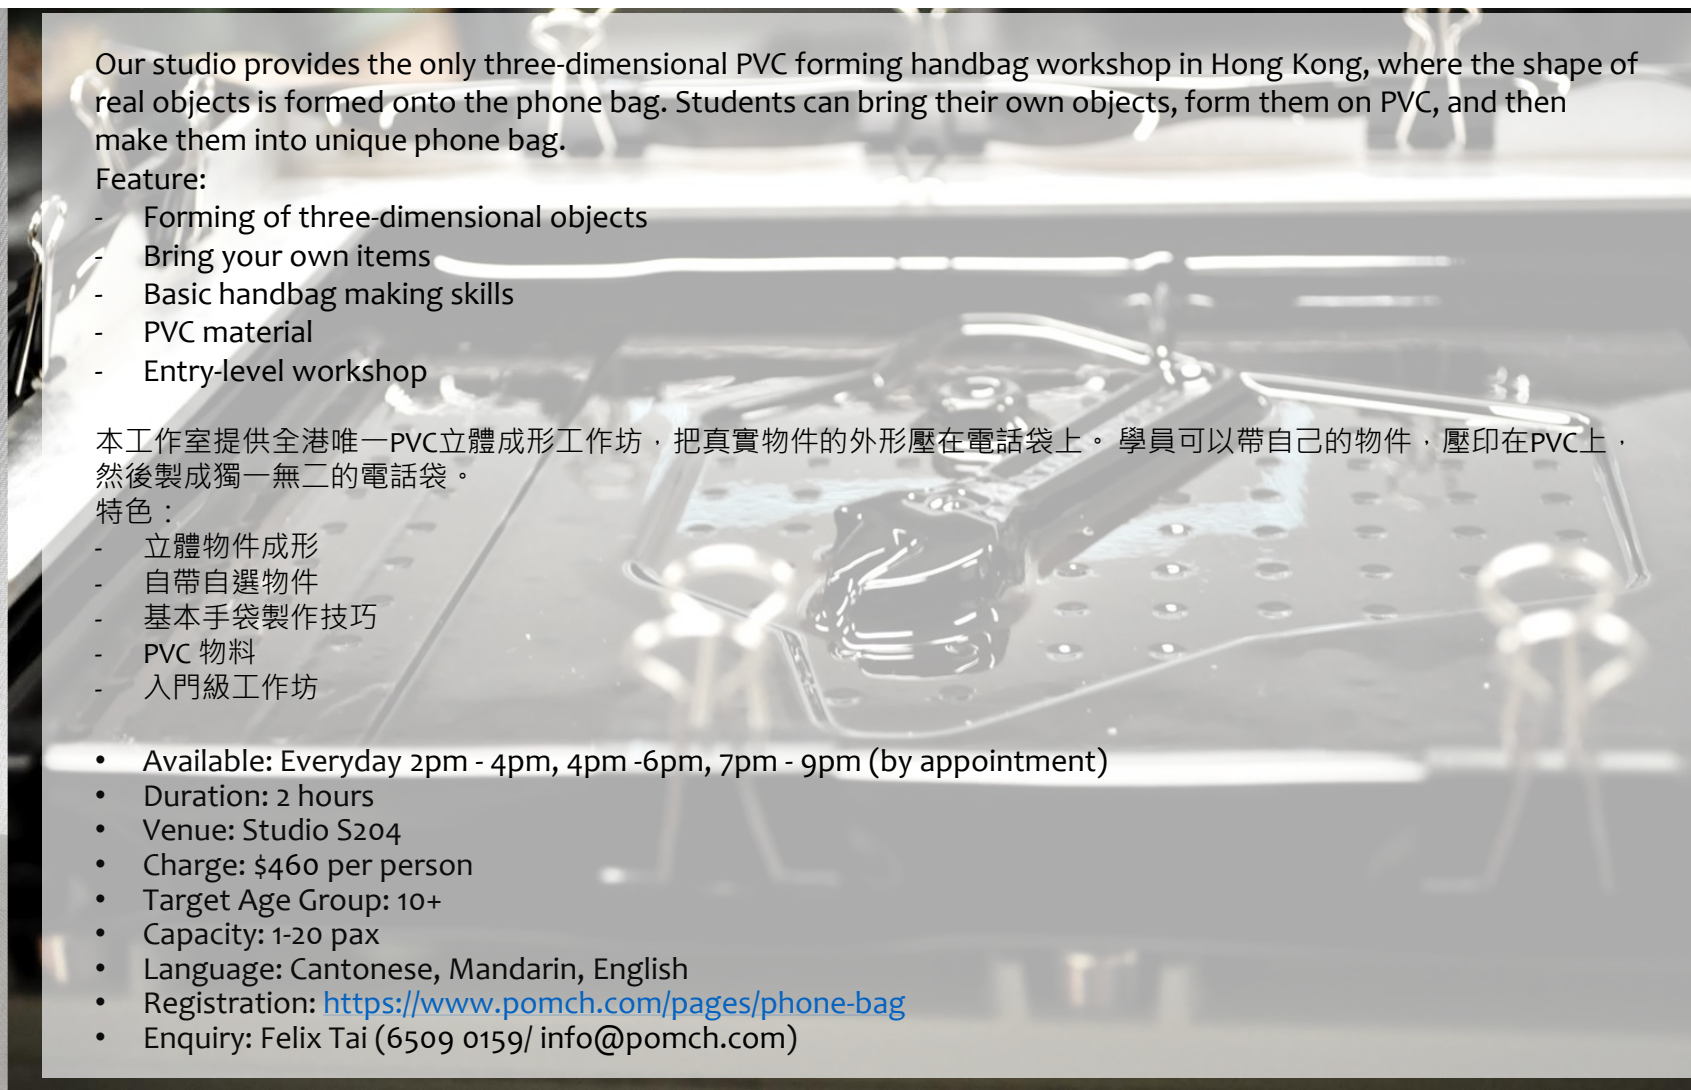 Our studio provides the only three-dimensional PVC forming handbag workshop in Hong Kong, where the shape of
real objects is formed onto the phone bag. Students can bring their own objects, form them on PVC, and then
make them into unique phone bag.
Feature:
- Forming of three-dimensional objects
- Bring your own items
- Basic handbag making skills
- PVC material
- Entry-level workshop
本工作室提供全港唯一PVC立體成形工作坊，把真實物件的外形壓在電話袋上。 學員可以帶自己的物件，壓印在PVC上，
然後製成獨一無二的電話袋。
特色：
- 立體物件成形
- 自帶自選物件
- 基本手袋製作技巧
- PVC 物料
- 入門級工作坊
• Available: Everyday 2pm - 4pm, 4pm -6pm, 7pm - 9pm (by appointment)
• Duration: 2 hours
• Venue: Studio S204
• Charge: $460 per person
• Target Age Group: 10+
• Capacity: 1-20 pax
• Language: Cantonese, Mandarin, English
• Registration: https://www.pomch.com/pages/phone-bag
• Enquiry: Felix Tai (6509 0159/ info@pomch.com)